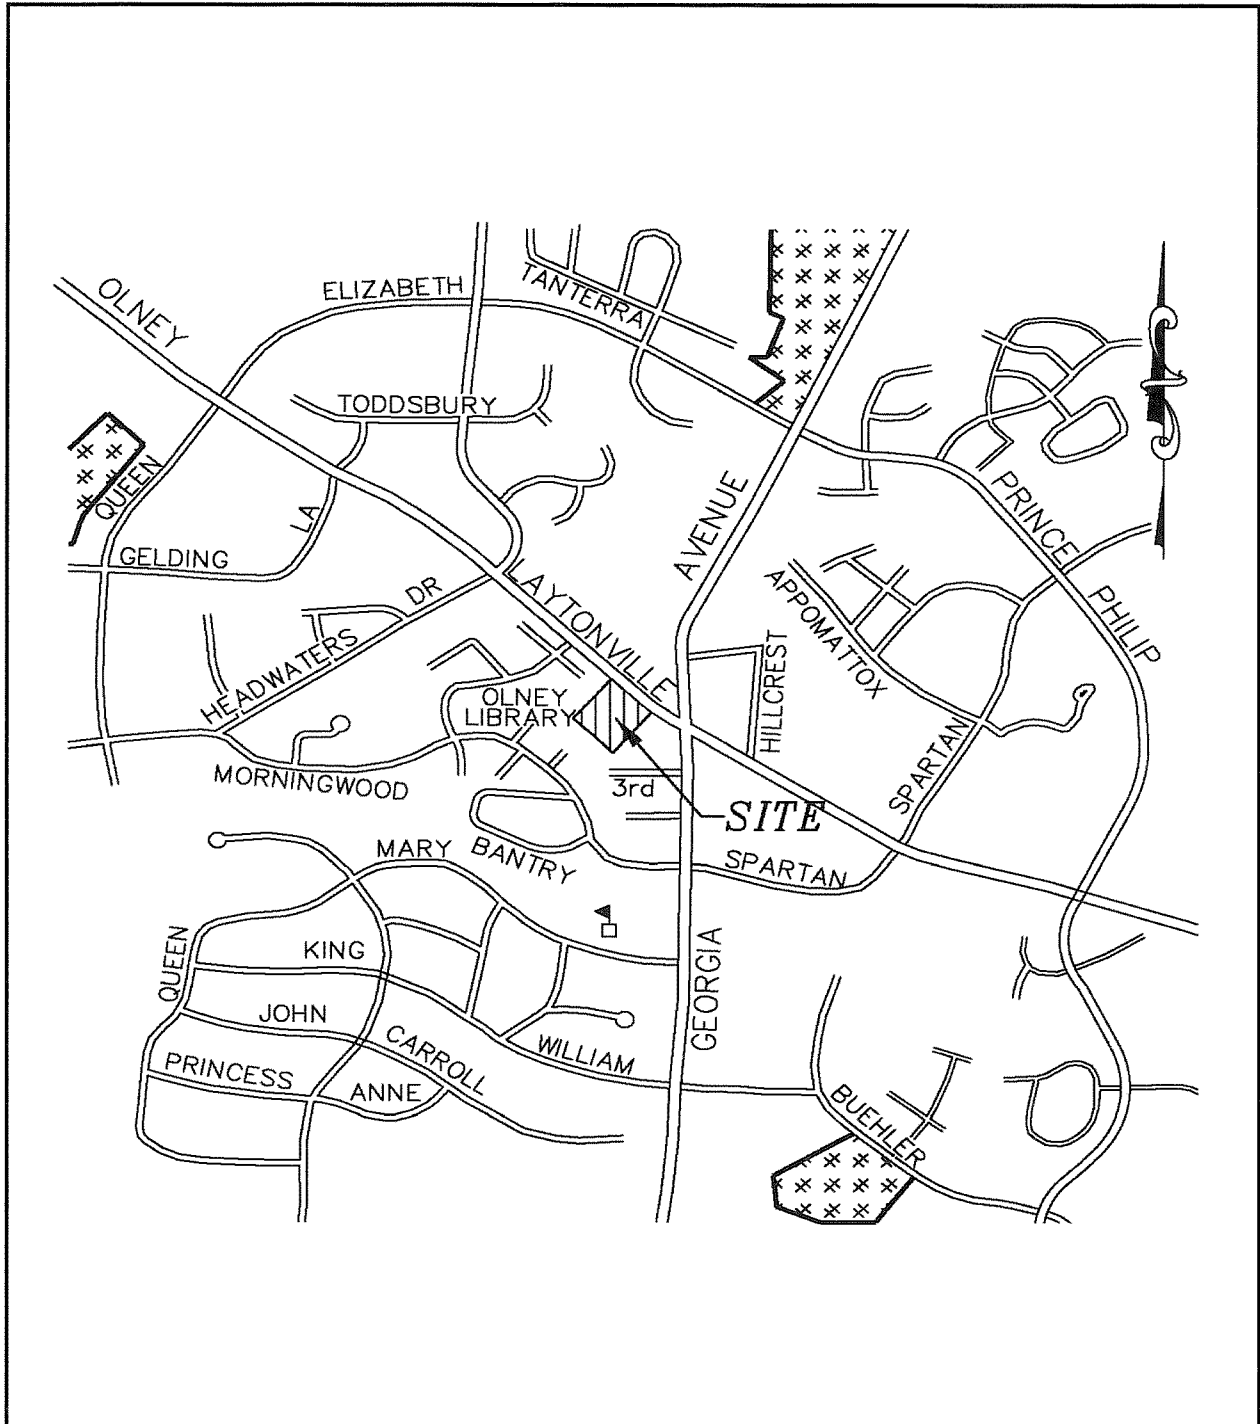 OLNEY
ELIZABETH
TANTERRA
TODDSBURY
QUEEN
LA
GELDING
AVENUE
PRINCE PHILIP
HEADWATERS DR
LAYTONVILLE
APPOMATTOX
HILLCREST
OLNEY
LIBRARY
MORNINGWOOD
3rd
SITE
SPARTAN
MARY
BANTRY
SPARTAN
QUEEN
KING
GEORGIA
JOHN
CARROLL
WILLIAM
PRINCESS
ANNE
BUEHLER